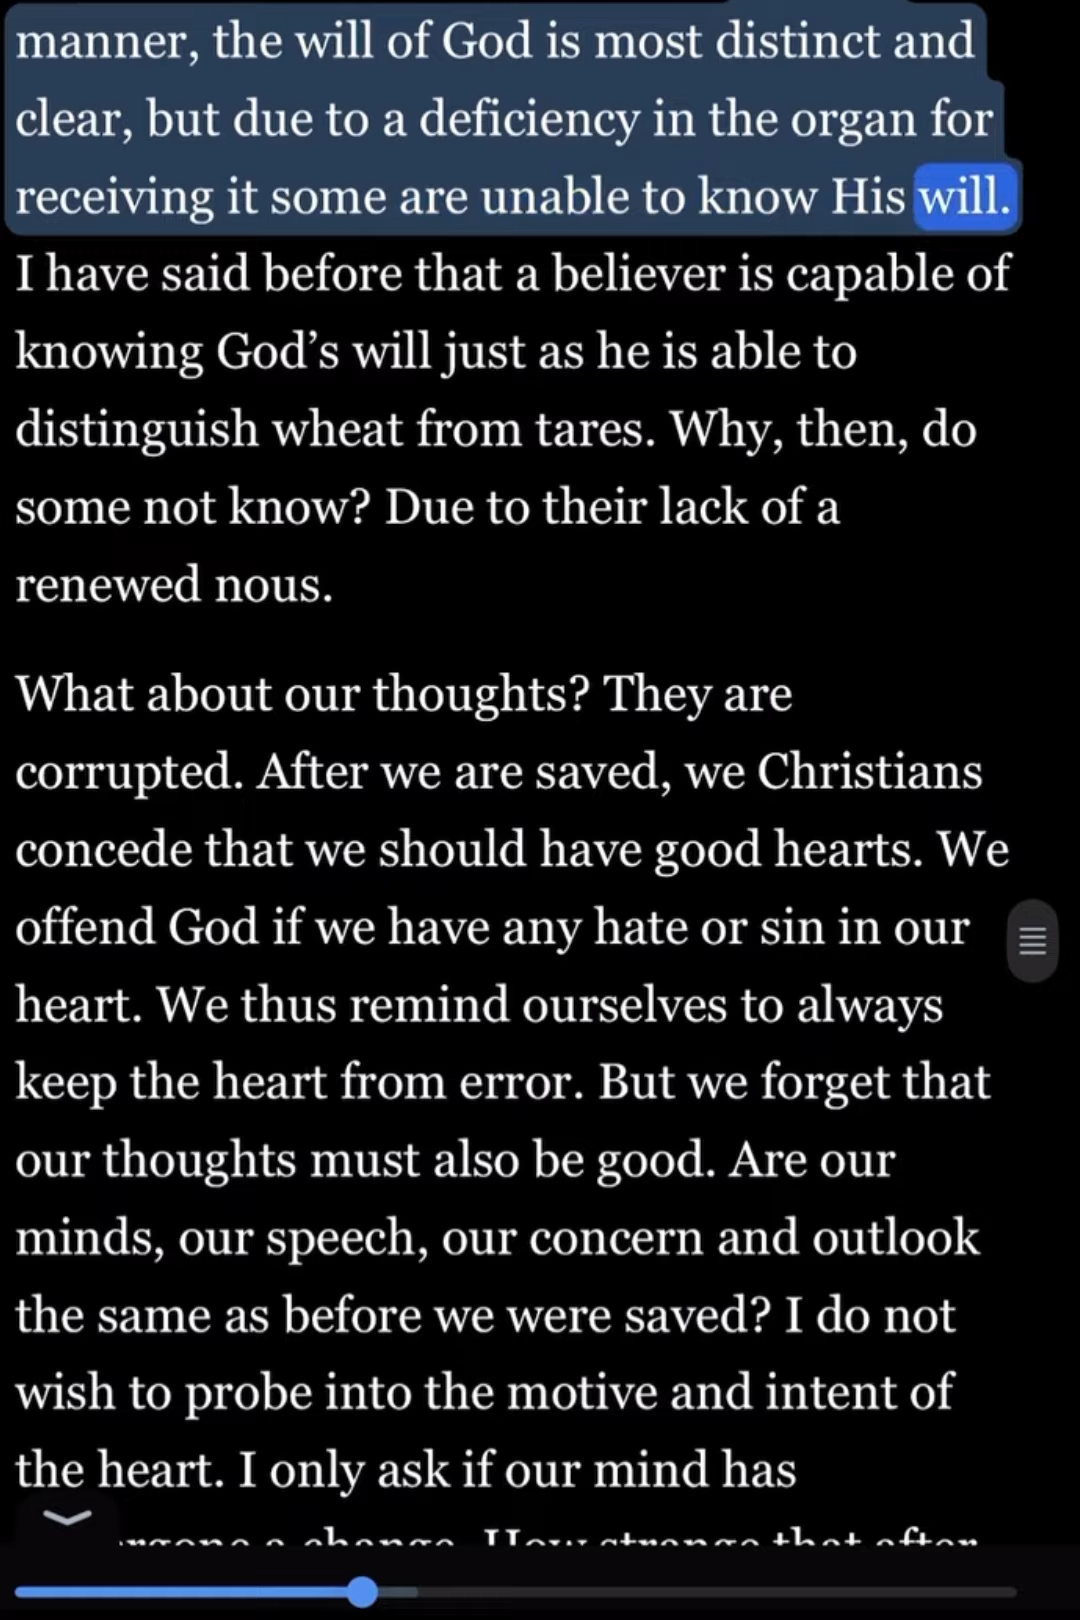 manner, the will of God is most distinct and
clear, but due to a deficiency in the organ for
receiving it some are unable to know His will.
I have said before that a believer is capable of
knowing God’s will just as he is able to
distinguish wheat from tares. Why, then, do
some not know? Due to their lack of a
renewed nous.
What about our thoughts? They are
corrupted. After we are saved, we Christians
concede that we should have good hearts. We
offend God if we have any hate or sin in our
heart. We thus remind ourselves to always
keep the heart from error. But we forget that
our thoughts must also be good. Are our
minds, our speech, our concern and outlook
the same as before we were saved? I do not
wish to probe into the motive and intent of
the heart. I only ask if our mind has
a change. How strange that after